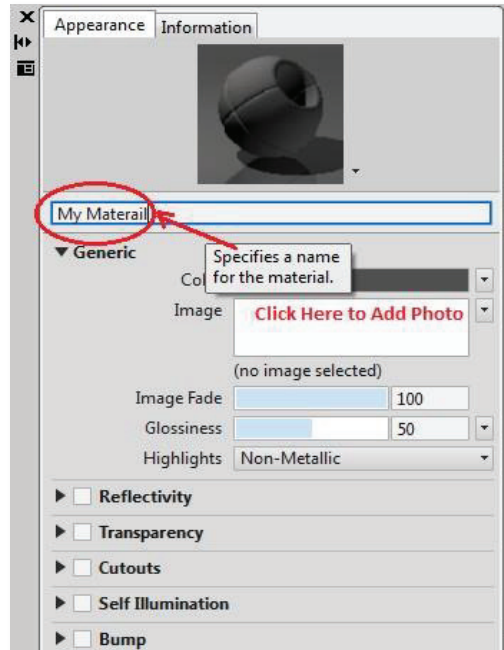 Appearance Information
My Materail
Generic
Specifies a name
for the material.
Col
Image Click Here to Add Photo
(no image selected)
Image Fade 100
Glossiness 50
Highlights Non-Metallic
Reflectivity
Transparency
Cutouts
Self Illumination
Bump